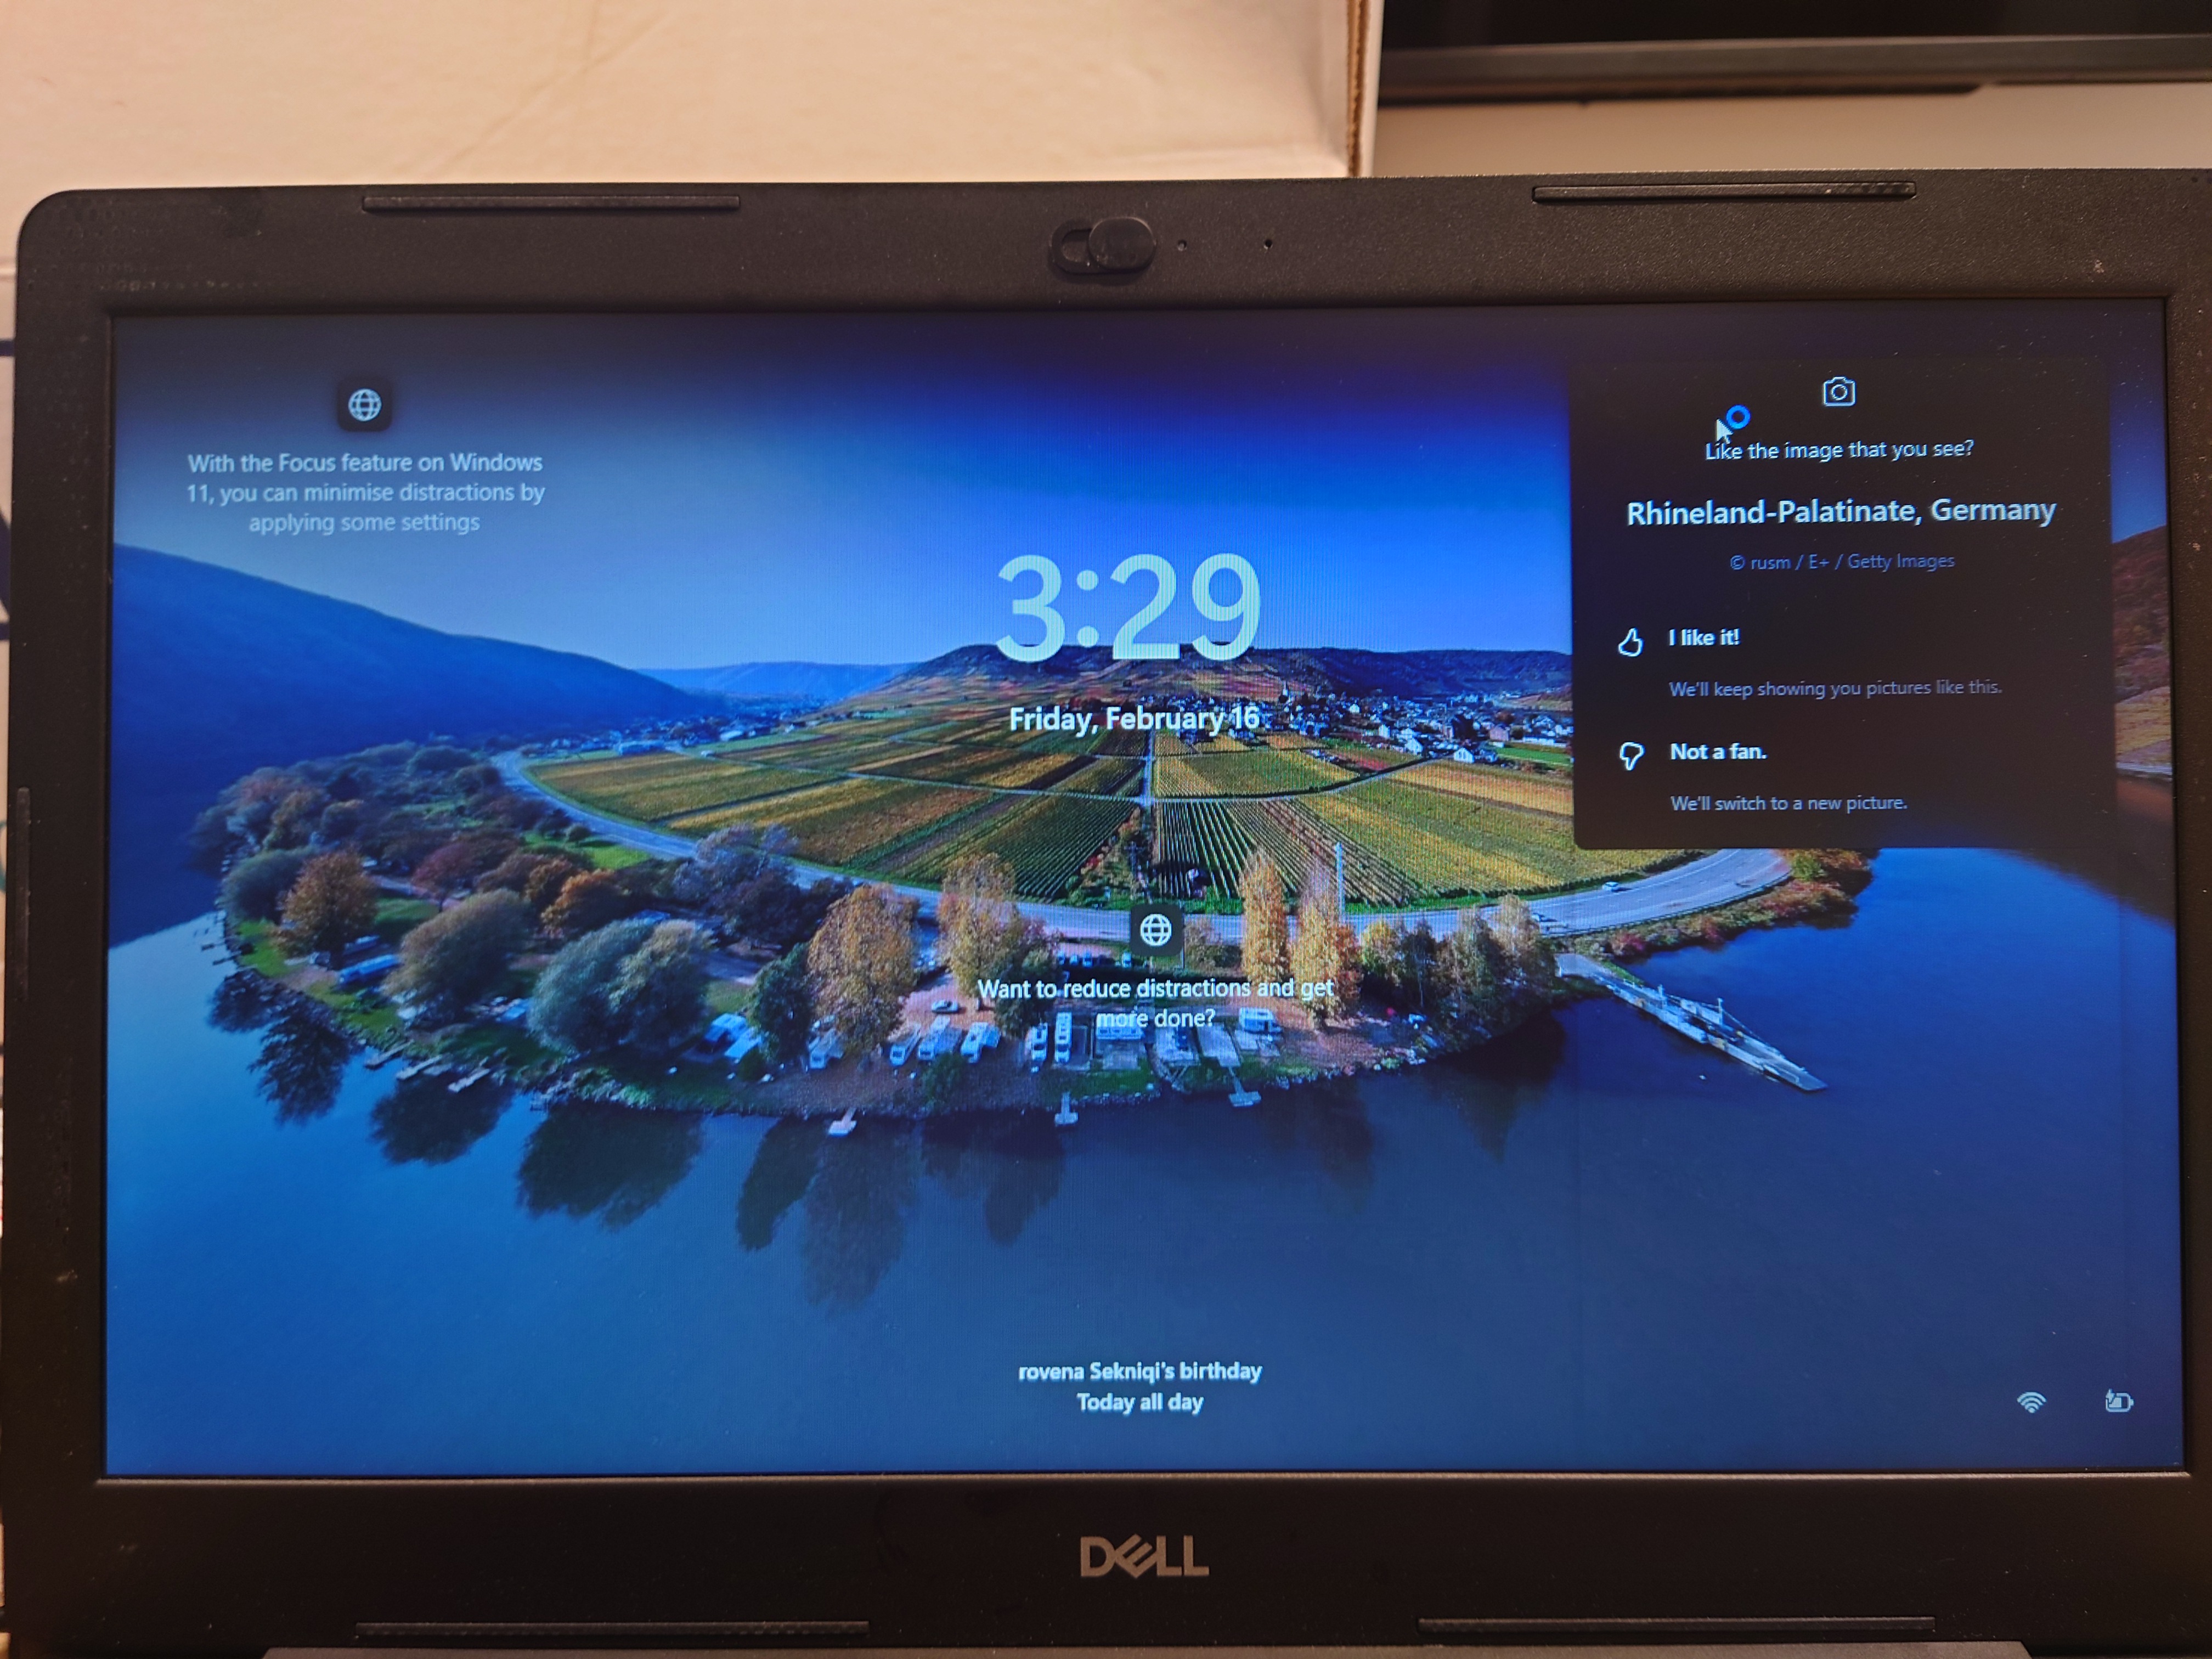 With the Focus feature on Windows
11, you can minimise distractions by
applying some settings
Like the image that you see?
Rhineland-Palatinate, Germany
© rusm / E+ / Getty Images
I like it!
We'll keep showing you pictures like this.
Not a fan.
We'll switch to a new picture.
3:29
Friday, February 16
Want to reduce distractions and get
more done?
rovena Sekniqi's birthday
Today all day
DELL